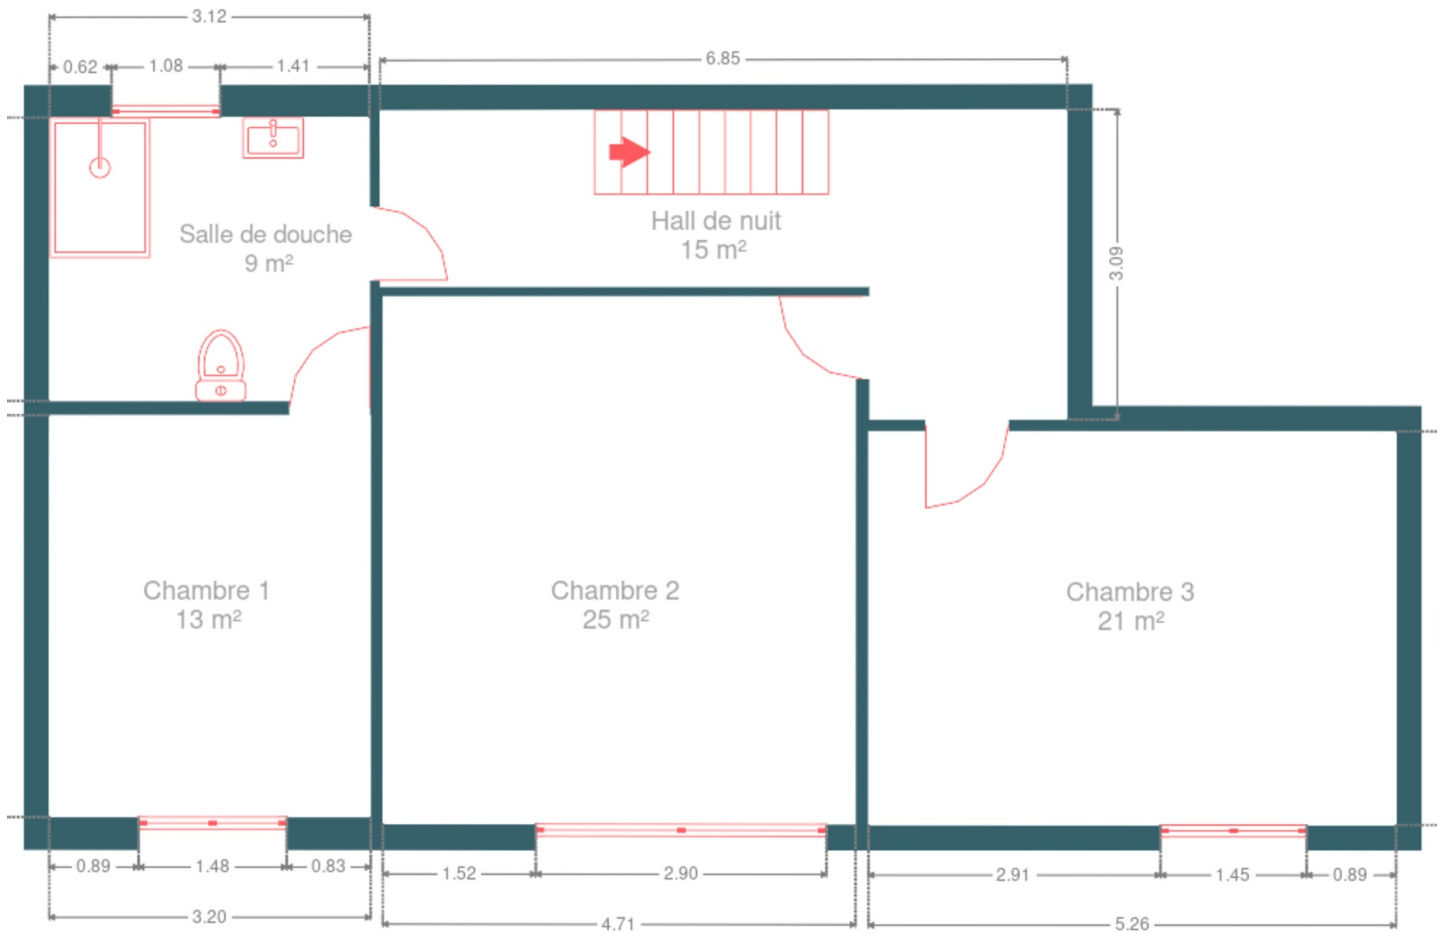 3.12
0.62
1.08
1.41
6.85
Salle de douche
9 m²
Hall de nuit
15 m²
3.09
Chambre 1
13 m²
Chambre 2
25 m²
Chambre 3
21 m²
0.89
1.48
0.83
1.52
2.90
2.91
1.45
0.89
3.20
4.71
5.26